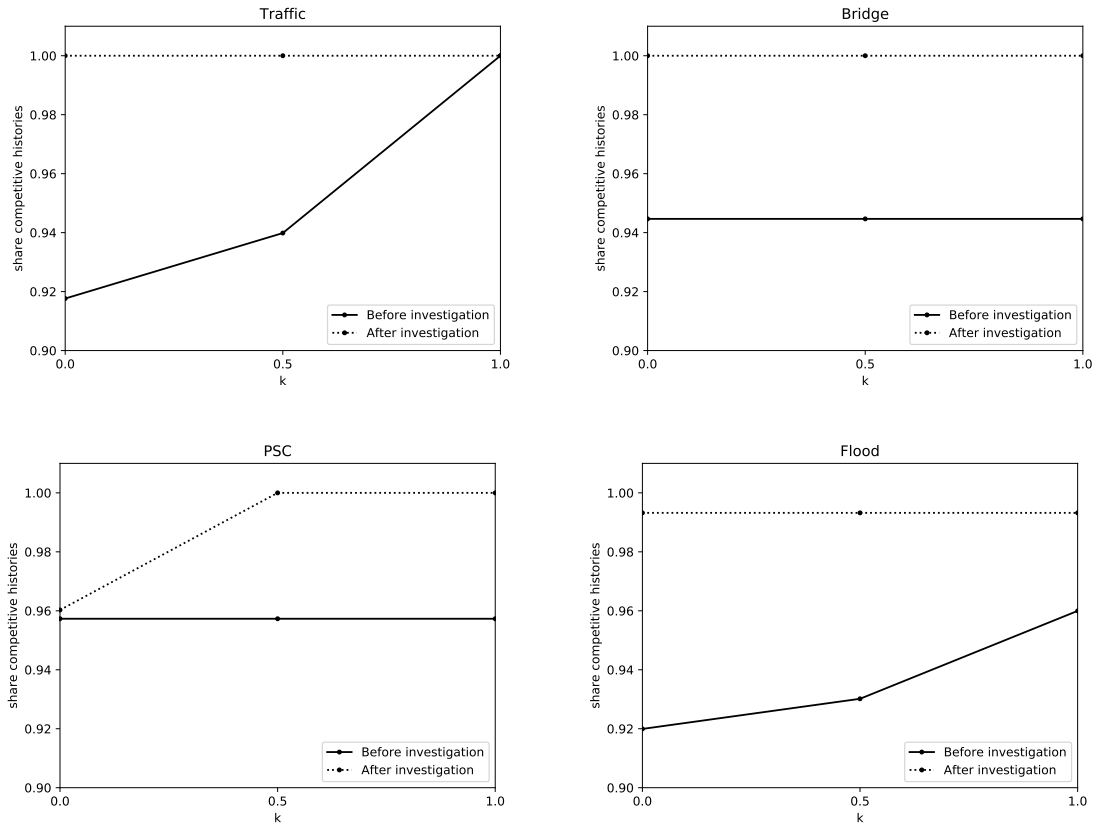 Traffic
1.00
0.98
0.96
0.94
0.92
0.90
share competitive histories
0.0
0.5
1.0
k
Before investigation
After investigation
Bridge
1.00
0.98
0.96
0.94
0.92
0.90
share competitive histories
0.0
0.5
1.0
k
Before investigation
After investigation
PSC
1.00
0.98
0.96
0.94
0.92
0.90
share competitive histories
0.0
0.5
1.0
k
Before investigation
After investigation
Flood
1.00
0.98
0.96
0.94
0.92
0.90
share competitive histories
0.0
0.5
1.0
k
Before investigation
After investigation